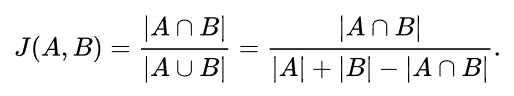 J(A, B) = |A ∩ B| / |A ∪ B| = |A ∩ B| / (|A| + |B| − |A ∩ B|).